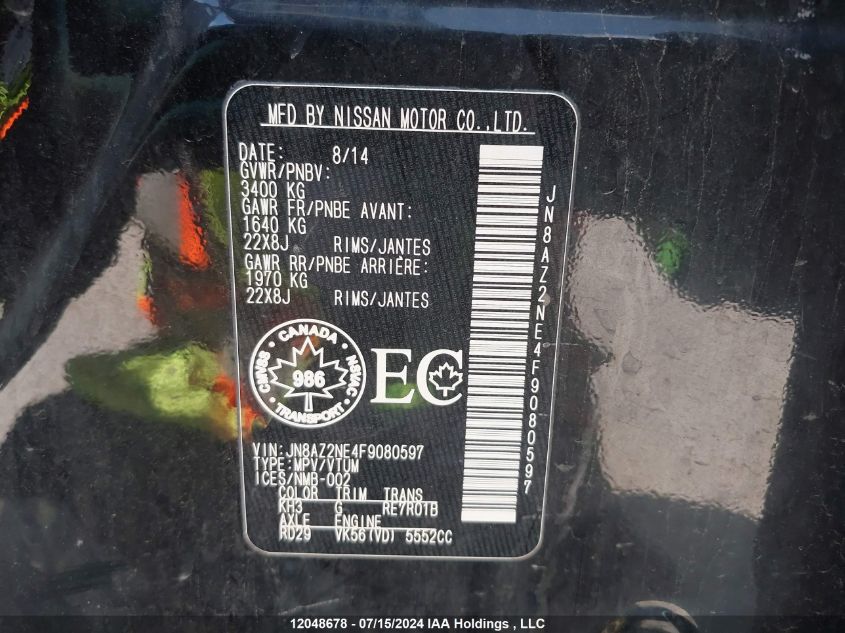 MFD BY NISSAN MOTOR CO.,LTD.
DATE: 8/14
GVWR/PNBV:
3400 KG
GAWR FR/PNBE AVANT:
1640 KG
22X8J RIMS/JANTES
GAWR RR/PNBE ARRIÈRE:
1970 KG
22X8J RIMS/JANTES
CANADA
CMVSS
986
NSVAC
TRANSPORT
EC
VIN:JN8AZ2NE4F9080597
TYPE:MPV/VTUM
ICES/NMB-002
COLOR TRIM TRANS
KH3 G RE7R01B
AXLE ENGINE
RD29 VK56(VD) 5552CC
JN8AZ2NE4F9080597
12048678 - 07/15/2024 IAA Holdings , LLC